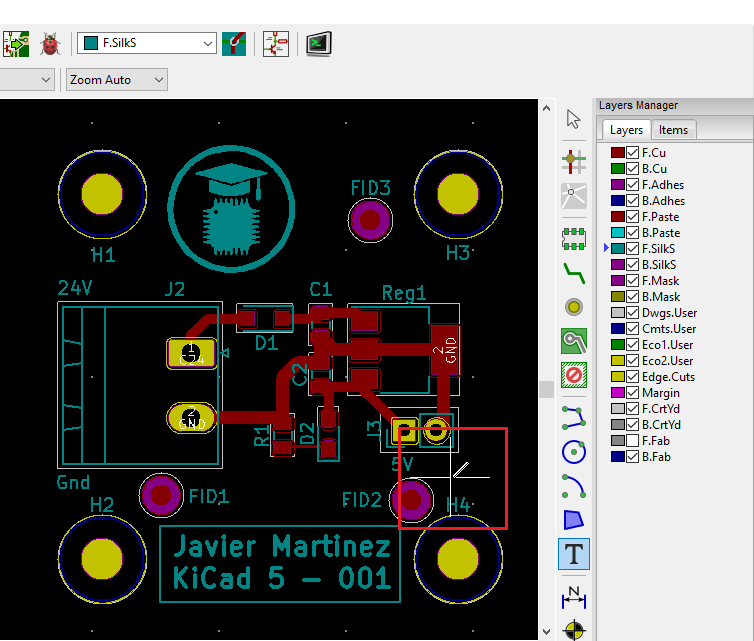 F.SilkS
Zoom Auto
Layers Manager
Layers Items
F.Cu
B.Cu
F.Adhes
B.Adhes
F.Paste
B.Paste
F.SilkS
B.SilkS
F.Mask
B.Mask
Dwgs.User
Cmts.User
Eco1.User
Eco2.User
Edge.Cuts
Margin
F.CrtYd
B.CrtYd
F.Fab
B.Fab
FID3
H1
H3
24V
J2
C1
Reg1
D1
1
C24
2
GND
C2
2
GND
R1
D2
J3
5V
Gnd
H2
FID1
FID2
H4
Javier Martinez
KiCad 5 - 001
T
N